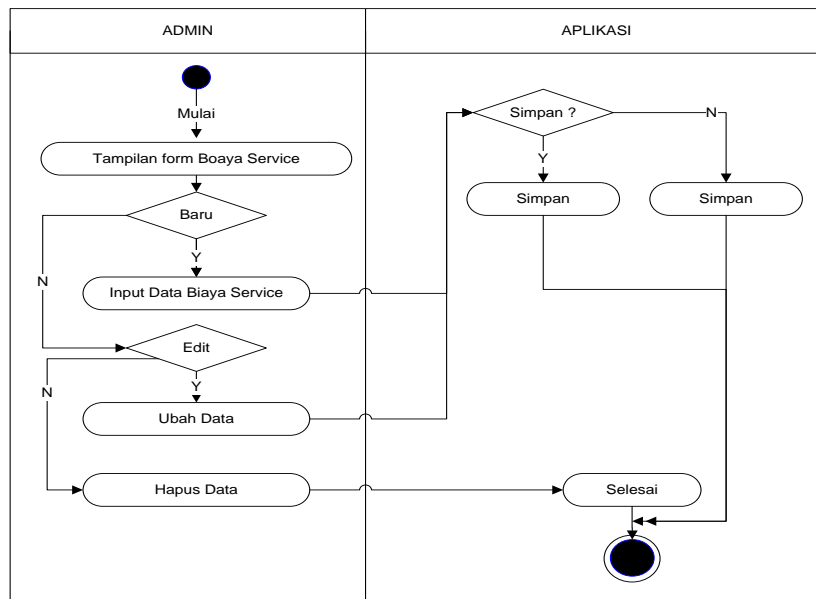 ADMIN
APLIKASI
Mulai
Tampilan form Boaya Service
Baru
Y
N
Input Data Biaya Service
Edit
Y
N
Ubah Data
Hapus Data
Simpan ?
N
Y
Simpan
Simpan
Selesai